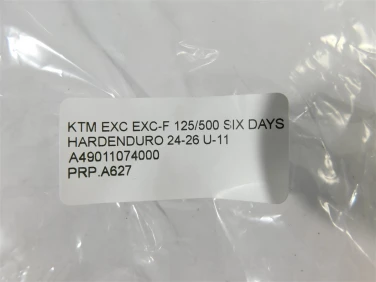 KTM EXC EXC-F 125/500 SIX DAYS
HARDENDURO 24-26 U-11
A49011074000
PRP.A627